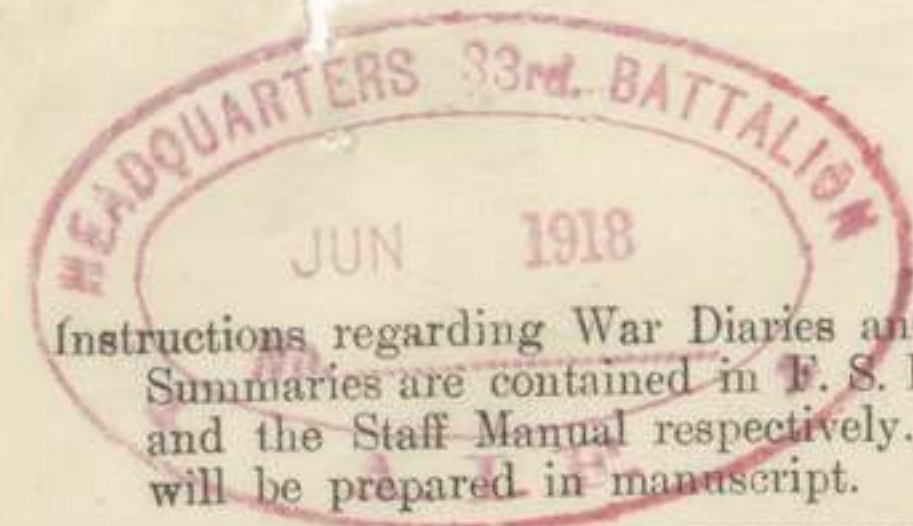 HEADQUARTERS 33rd. BATTALION
JUN 1918
Instructions regarding War Diaries
Summaries are contained in F. S.
and the Staff Manual respectively.
will be prepared in manuscript.
A. I. F.